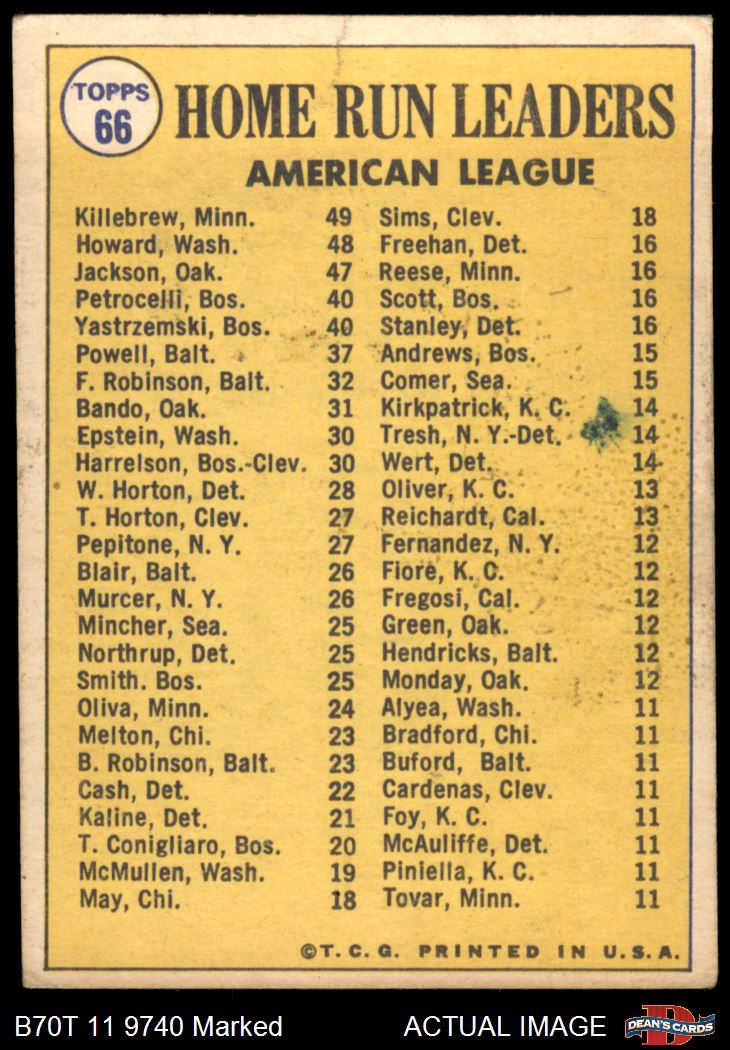 TOPPS
66
HOME RUN LEADERS
AMERICAN LEAGUE
Killebrew, Minn. 49
Howard, Wash. 48
Jackson, Oak. 47
Petrocelli, Bos. 40
Yastrzemski, Bos. 40
Powell, Balt. 37
F. Robinson, Balt. 32
Bando, Oak. 31
Epstein, Wash. 30
Harrelson, Bos.-Clev. 30
W. Horton, Det. 28
T. Horton, Clev. 27
Pepitone, N. Y. 27
Blair, Balt. 26
Murcer, N. Y. 26
Mincher, Sea. 25
Northrup, Det. 25
Smith. Bos. 25
Oliva, Minn. 24
Melton, Chi. 23
B. Robinson, Balt. 23
Cash, Det. 22
Kaline, Det. 21
T. Conigliaro, Bos. 20
McMullen, Wash. 19
May, Chi. 18
Sims, Clev. 18
Freehan, Det. 16
Reese, Minn. 16
Scott, Bos. 16
Stanley, Det. 16
Andrews, Bos. 15
Comer, Sea. 15
Kirkpatrick, K. C. 14
Tresh, N. Y.-Det. 14
Wert, Det. 14
Oliver, K. C. 13
Reichardt, Cal. 13
Fernandez, N. Y. 12
Fiore, K. C. 12
Fregosi, Cal. 12
Green, Oak. 12
Hendricks, Balt. 12
Monday, Oak. 12
Alyea, Wash. 11
Bradford, Chi. 11
Buford, Balt. 11
Cardenas, Clev. 11
Foy, K. C. 11
McAuliffe, Det. 11
Piniella, K. C. 11
Tovar, Minn. 11
©T. C. G. PRINTED IN U. S. A.
B70T 11 9740 Marked
ACTUAL IMAGE
D
DEAN'S CARDS